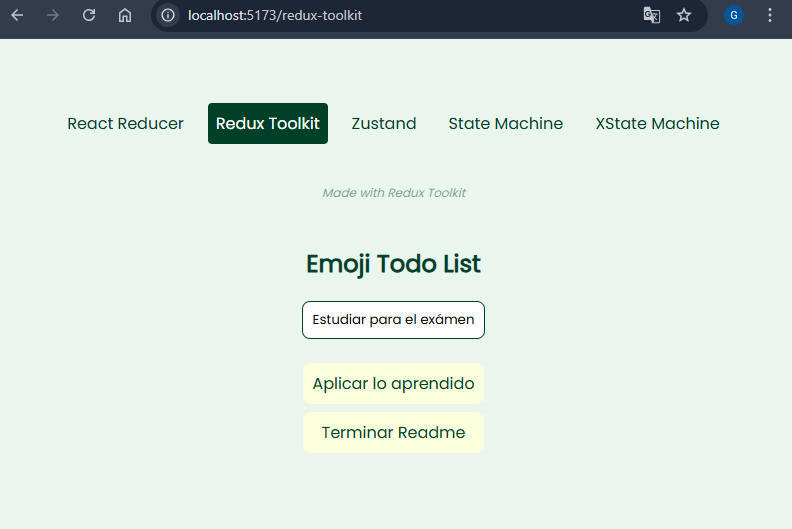 localhost:5173/redux-toolkit
G
React Reducer Redux Toolkit Zustand State Machine XState Machine
Made with Redux Toolkit
Emoji Todo List
Estudiar para el exámen
Aplicar lo aprendido
Terminar Readme